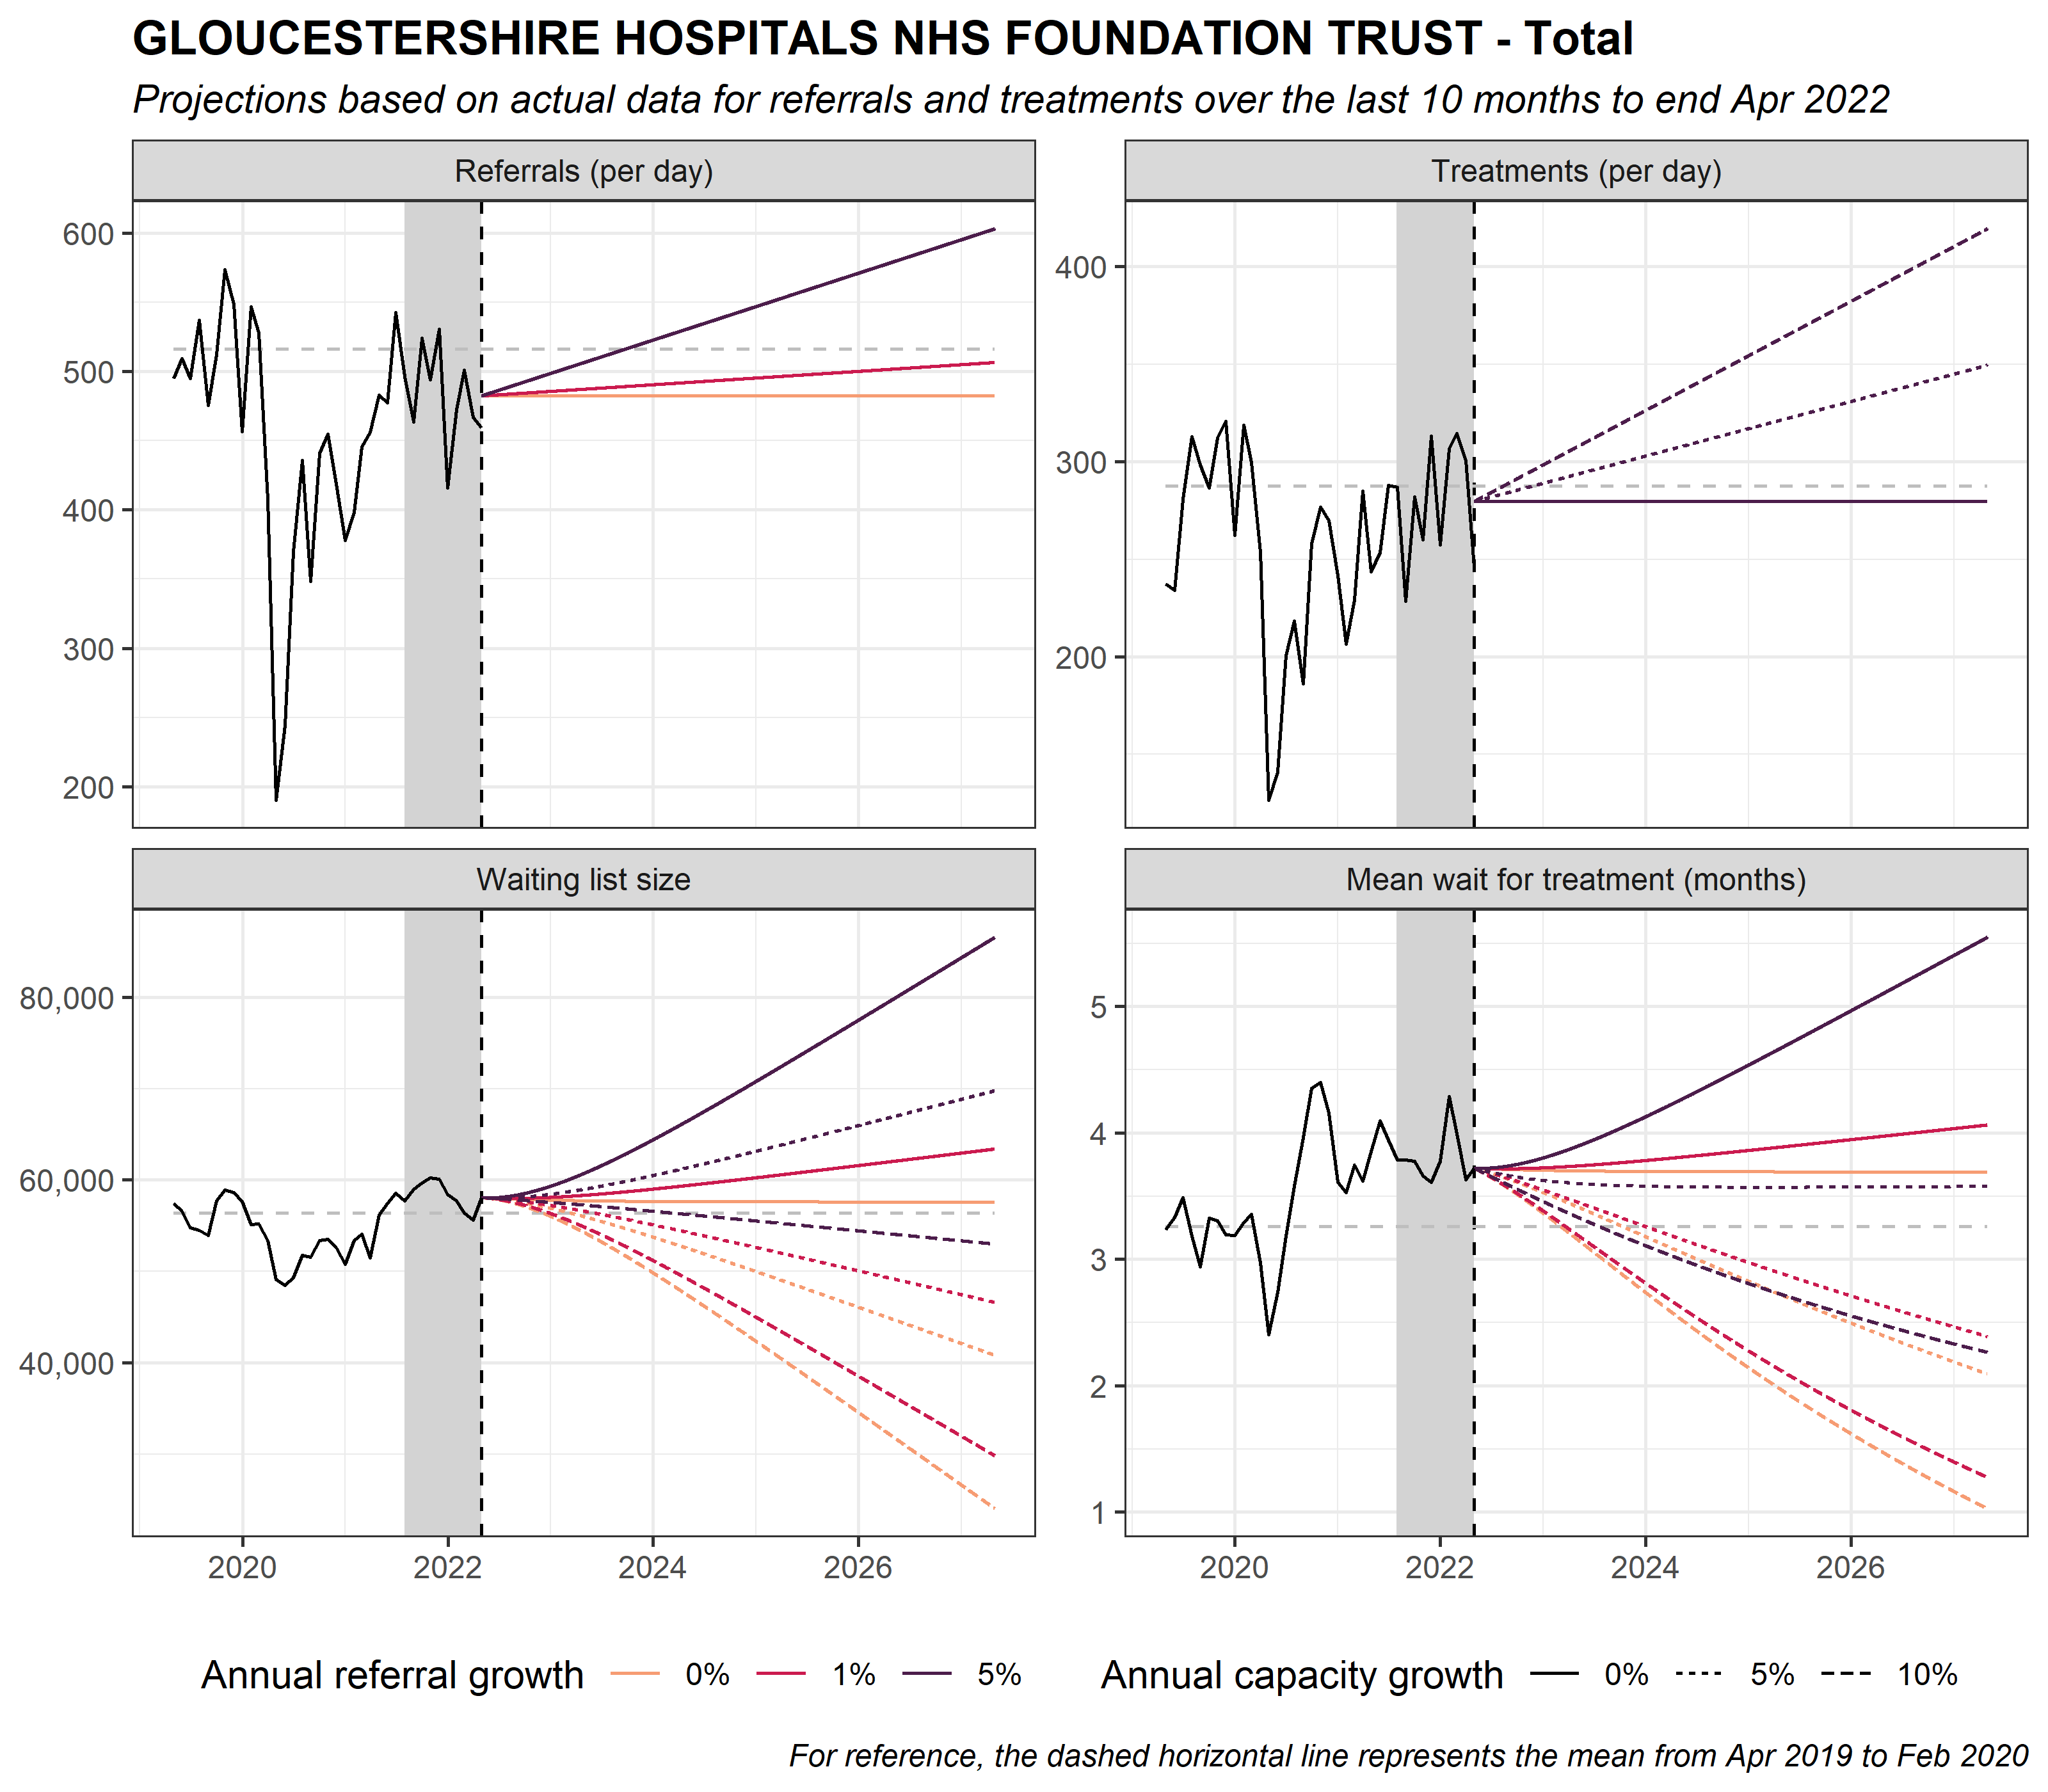 GLOUCESTERSHIRE HOSPITALS NHS FOUNDATION TRUST - Total
Projections based on actual data for referrals and treatments over the last 10 months to end Apr 2022
Referrals (per day)
600
500
400
300
200
Treatments (per day)
400
300
200
Waiting list size
80,000
60,000
40,000
2020 2022 2024 2026
Mean wait for treatment (months)
5
4
3
2
1
2020 2022 2024 2026
Annual referral growth 0% 1% 5%
Annual capacity growth 0% 5% 10%
For reference, the dashed horizontal line represents the mean from Apr 2019 to Feb 2020